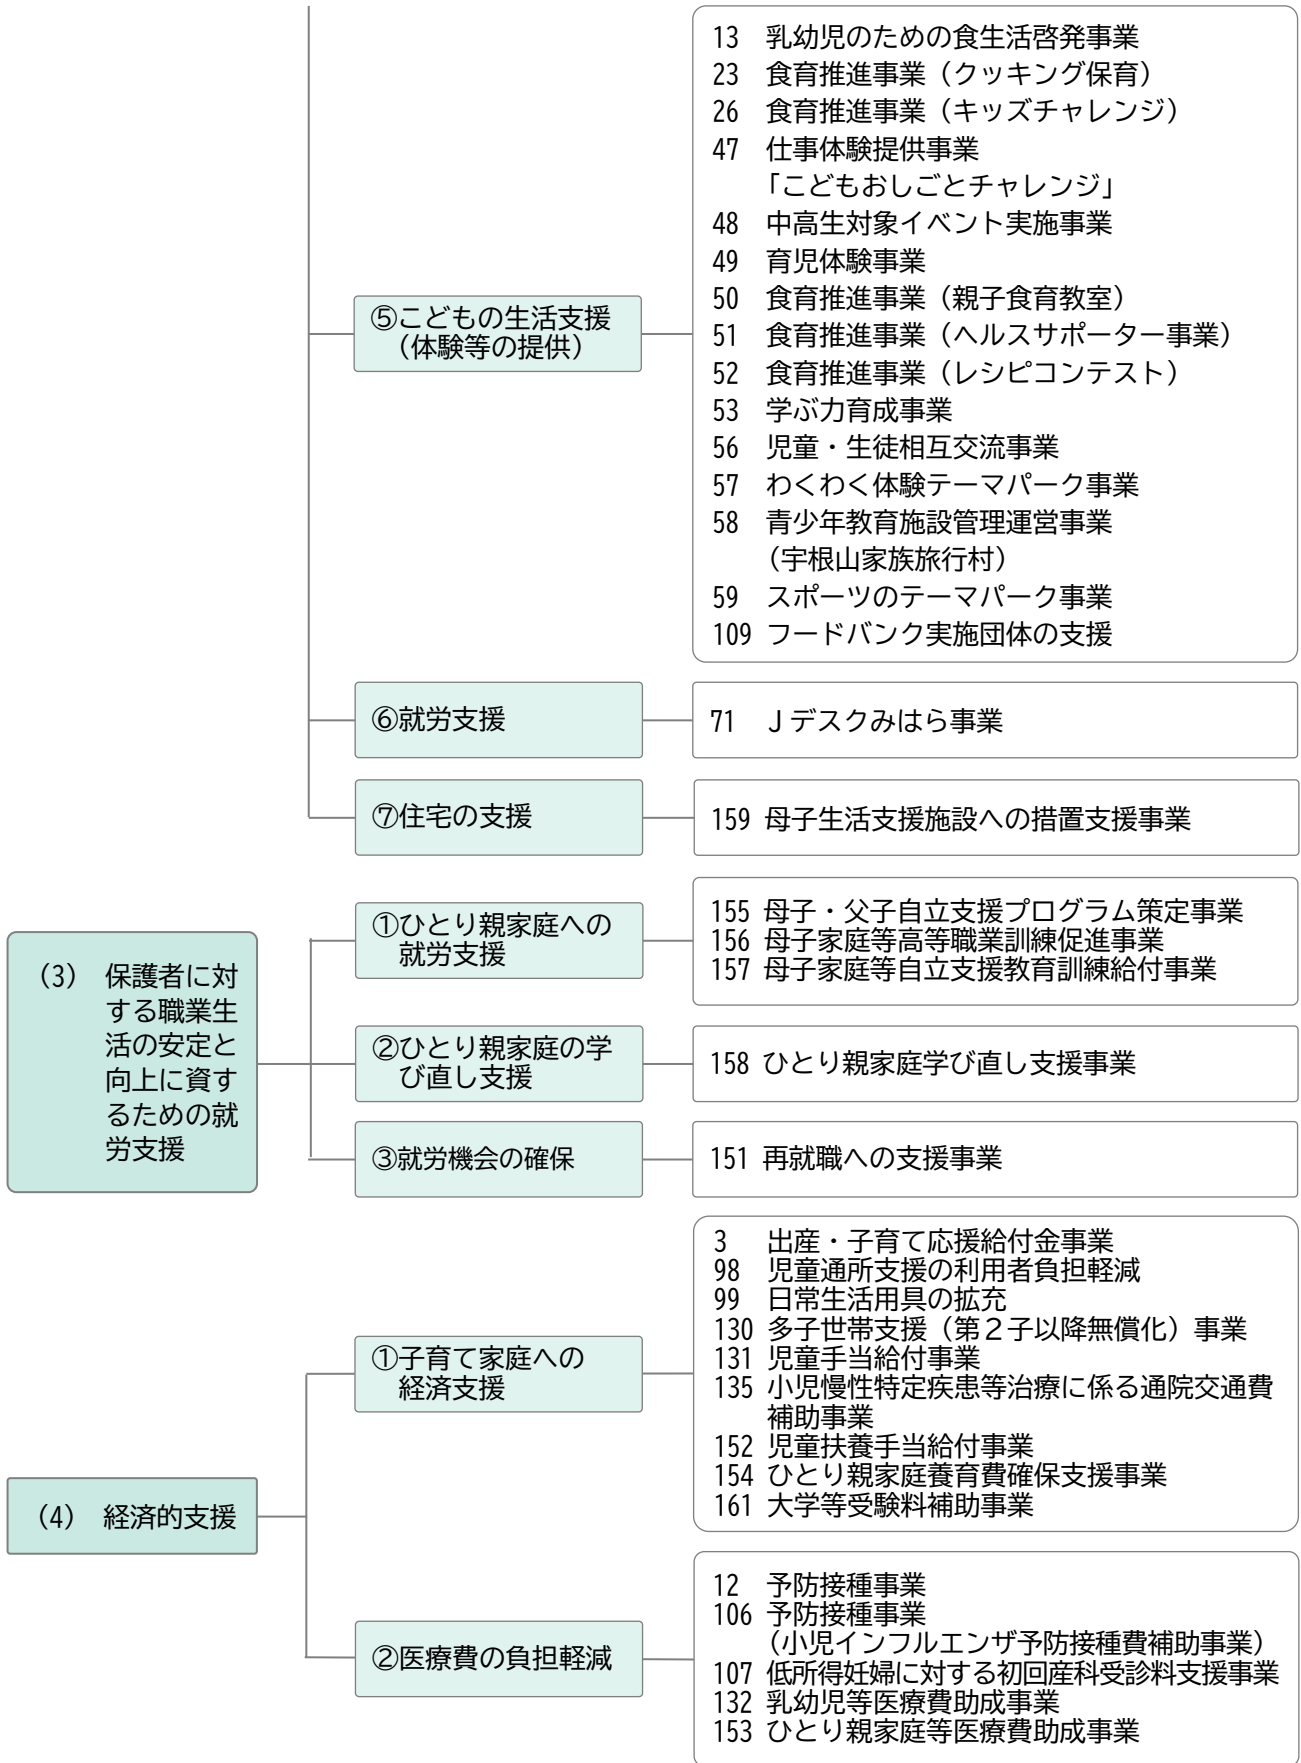 ⑤こどもの生活支援
（体験等の提供）
13 乳幼児のための食生活啓発事業
23 食育推進事業（クッキング保育）
26 食育推進事業（キッズチャレンジ）
47 仕事体験提供事業
「こどもおしごとチャレンジ」
48 中高生対象イベント実施事業
49 育児体験事業
50 食育推進事業（親子食育教室）
51 食育推進事業（ヘルスサポーター事業）
52 食育推進事業（レシピコンテスト）
53 学ぶ力育成事業
56 児童・生徒相互交流事業
57 わくわく体験テーマパーク事業
58 青少年教育施設管理運営事業
（宇根山家族旅行村）
59 スポーツのテーマパーク事業
109 フードバンク実施団体の支援
⑥就労支援
71 Ｊデスクみはら事業
⑦住宅の支援
159 母子生活支援施設への措置支援事業
（3） 保護者に対
する職業生
活の安定と
向上に資す
るための就
労支援
①ひとり親家庭への
就労支援
155 母子・父子自立支援プログラム策定事業
156 母子家庭等高等職業訓練促進事業
157 母子家庭等自立支援教育訓練給付事業
②ひとり親家庭の学
び直し支援
158 ひとり親家庭学び直し支援事業
③就労機会の確保
151 再就職への支援事業
（4） 経済的支援
①子育て家庭への
経済支援
3 出産・子育て応援給付金事業
98 児童通所支援の利用者負担軽減
99 日常生活用具の拡充
130 多子世帯支援（第２子以降無償化）事業
131 児童手当給付事業
135 小児慢性特定疾患等治療に係る通院交通費
補助事業
152 児童扶養手当給付事業
154 ひとり親家庭養育費確保支援事業
161 大学等受験料補助事業
②医療費の負担軽減
12 予防接種事業
106 予防接種事業
（小児インフルエンザ予防接種費補助事業）
107 低所得妊婦に対する初回産科受診料支援事業
132 乳幼児等医療費助成事業
153 ひとり親家庭等医療費助成事業